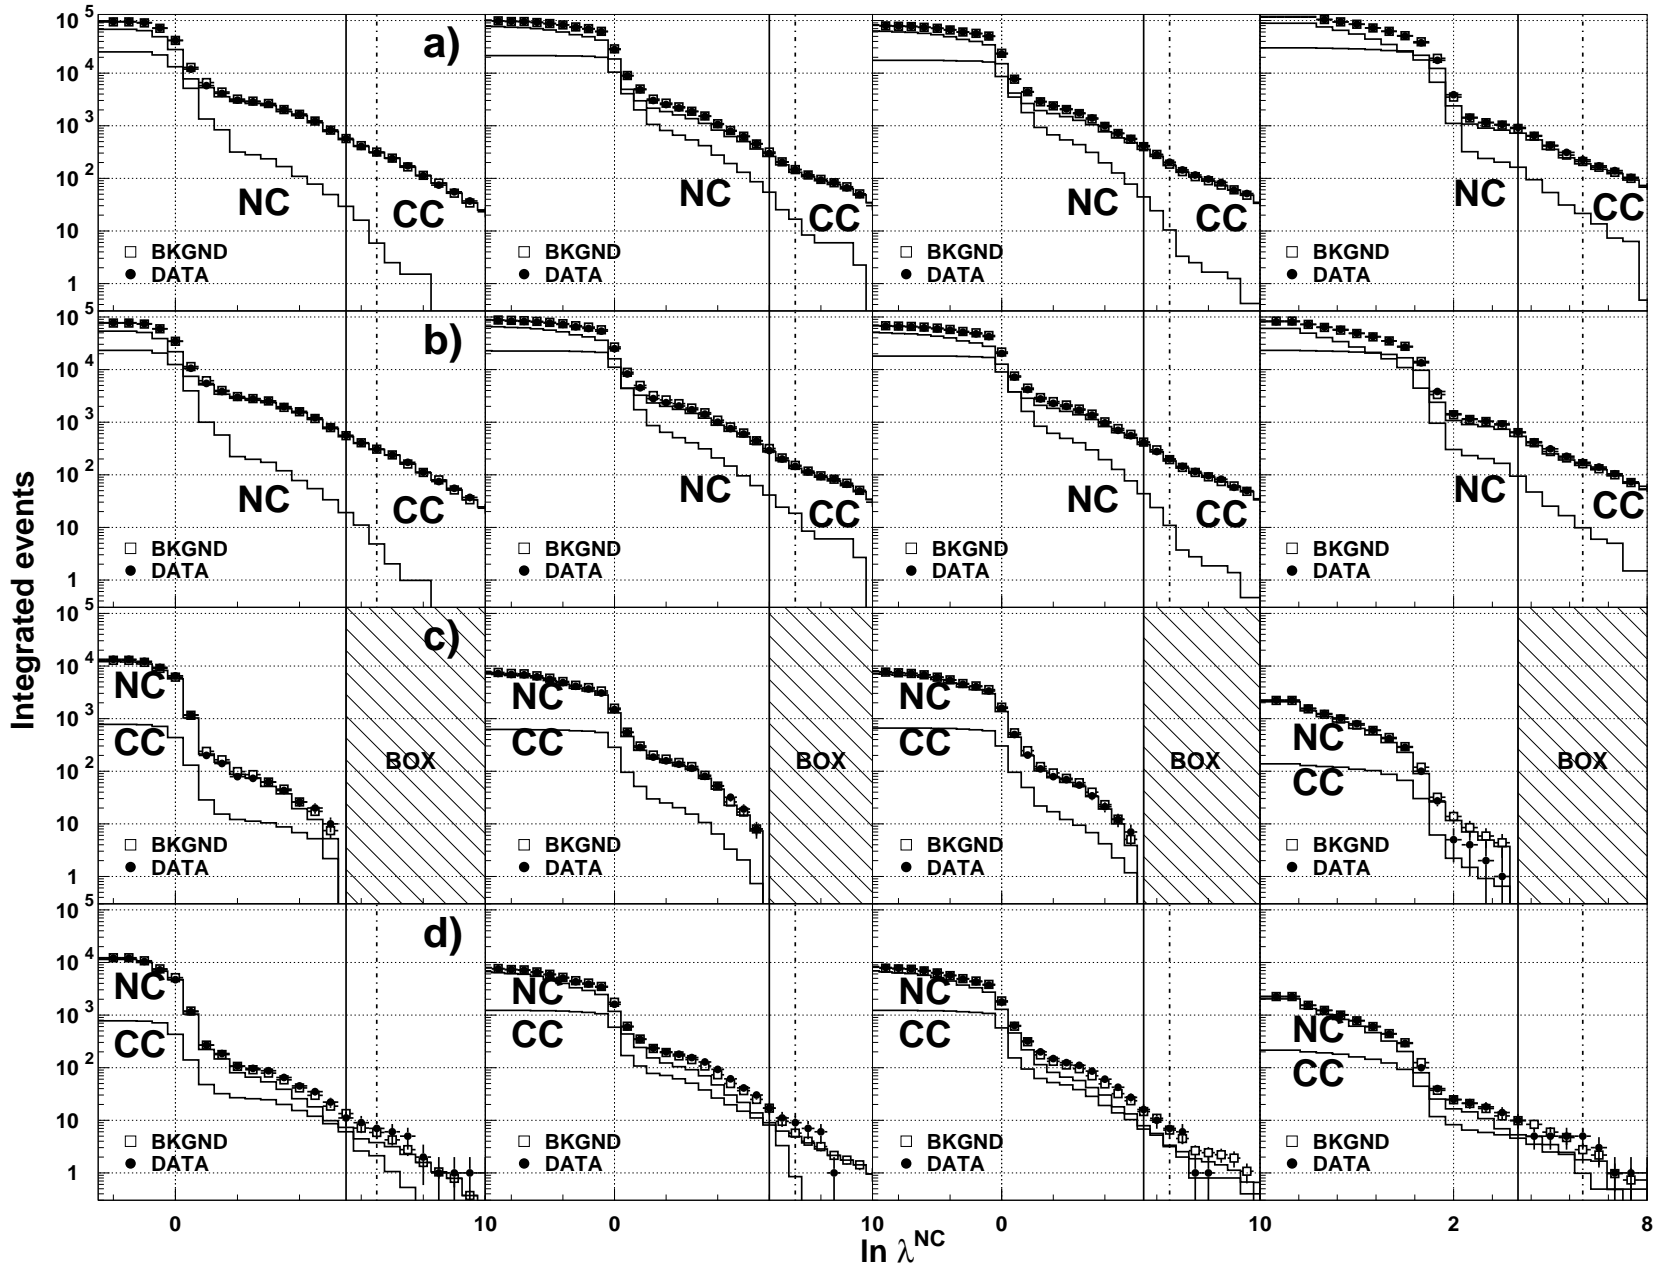 10^5
10^4
10^3
10^2
10
1
a)
NC
CC
BKGND
DATA
NC
CC
BKGND
DATA
NC
CC
BKGND
DATA
NC
CC
BKGND
DATA
10^5
10^4
10^3
10^2
10
1
b)
NC
CC
BKGND
DATA
NC
CC
BKGND
DATA
NC
CC
BKGND
DATA
NC
CC
BKGND
DATA
Integrated events
10^5
10^4
10^3
10^2
10
1
c)
NC
CC
BOX
BKGND
DATA
NC
CC
BOX
BKGND
DATA
NC
CC
BOX
BKGND
DATA
NC
CC
BOX
BKGND
DATA
10^5
10^4
10^3
10^2
10
1
d)
NC
CC
BKGND
DATA
NC
CC
BKGND
DATA
NC
CC
BKGND
DATA
NC
CC
BKGND
DATA
0 10 0 10 0 10 2 8
ln λ^NC